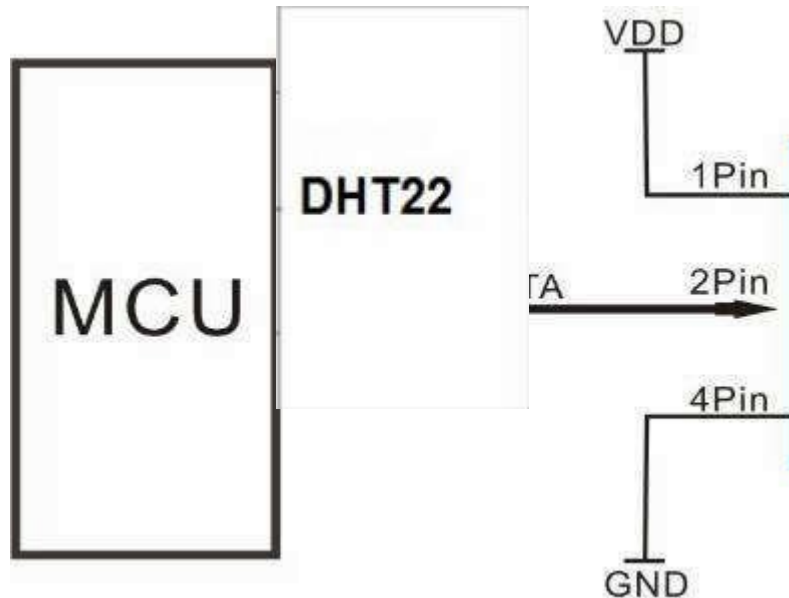 VDD
1Pin
DHT22
MCU
TA
2Pin
4Pin
GND